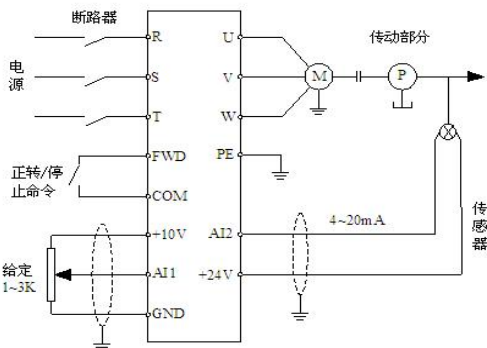 断路器
电
源
R
S
T
正转/停
止命令
FWD
COM
给定
1~3K
+10V
AI1
GND
U
V
W
PE
AI2
+24V
M
传动部分
P
4~20mA
传
感
器